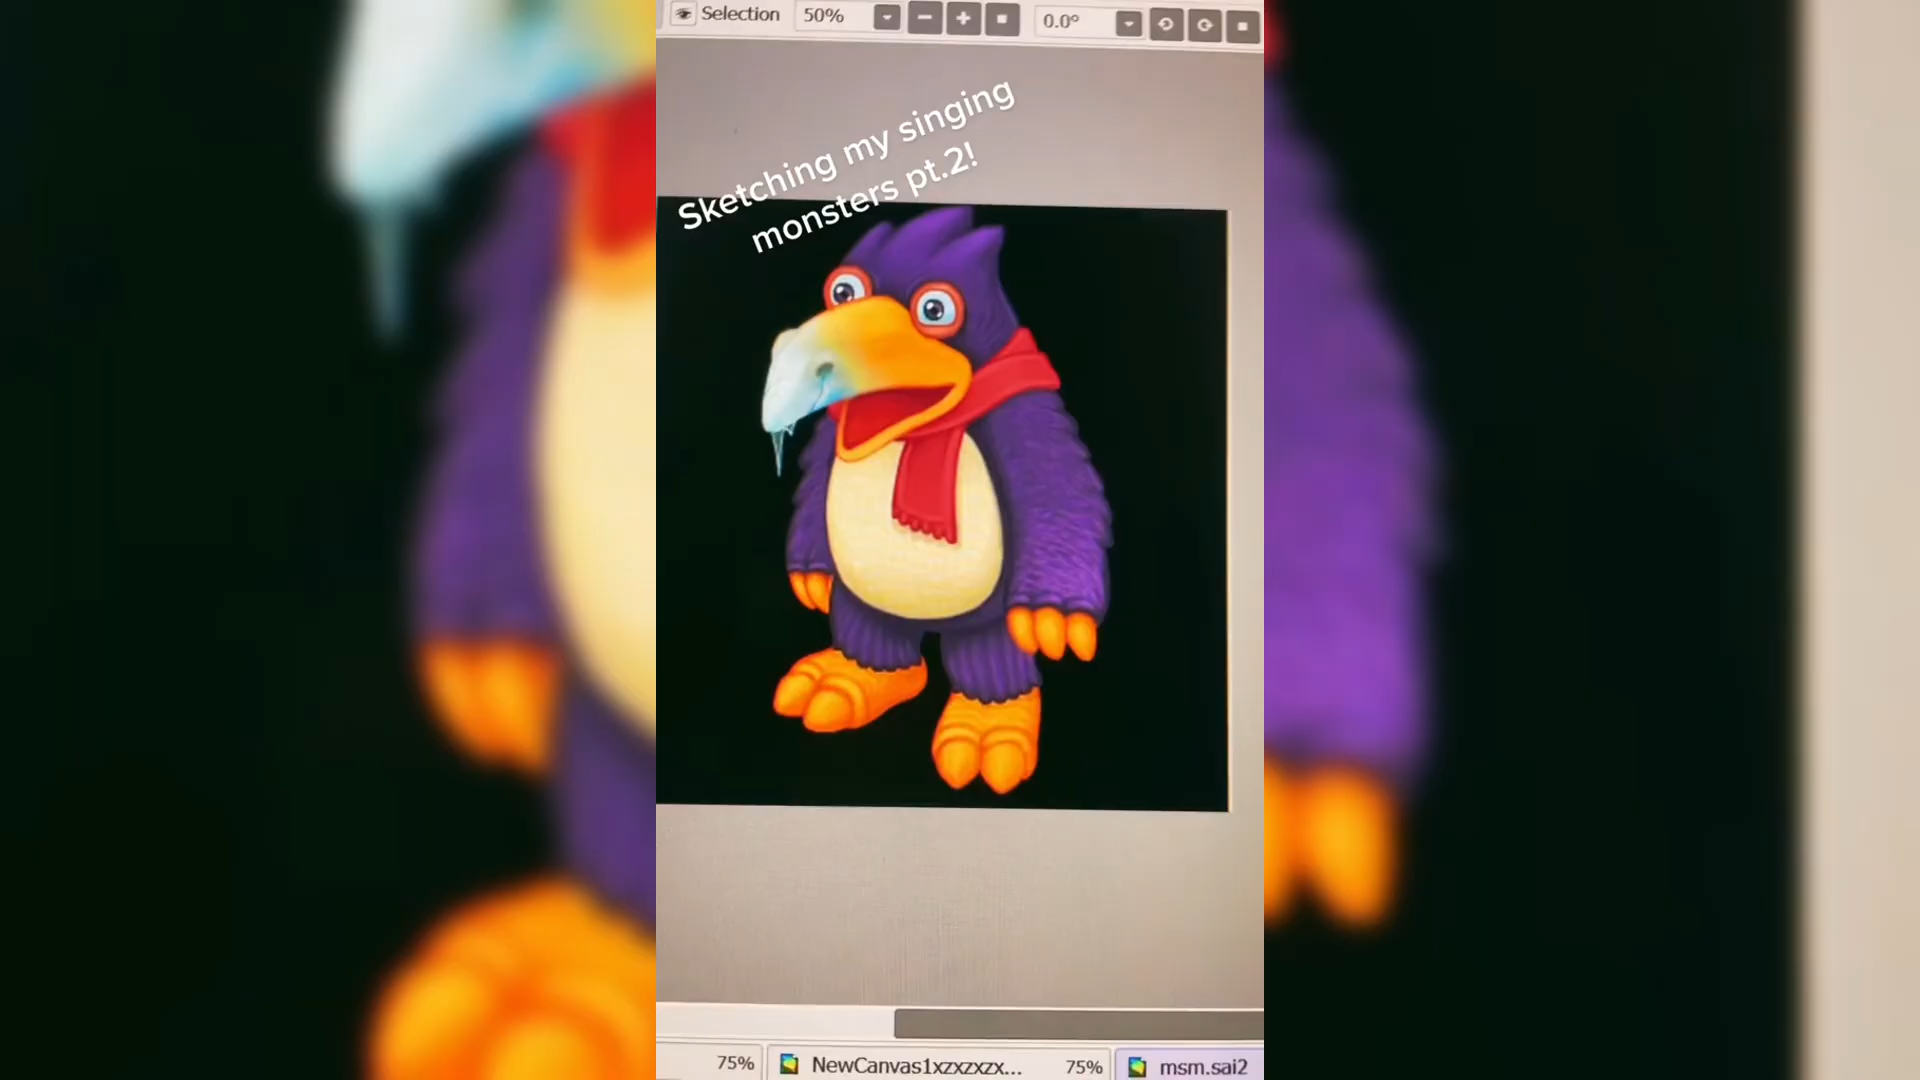 Selection 50% 0.0°
Sketching my singing
monsters pt.2!
75% NewCanvas1xzxzxzx... 75% msm.sai2